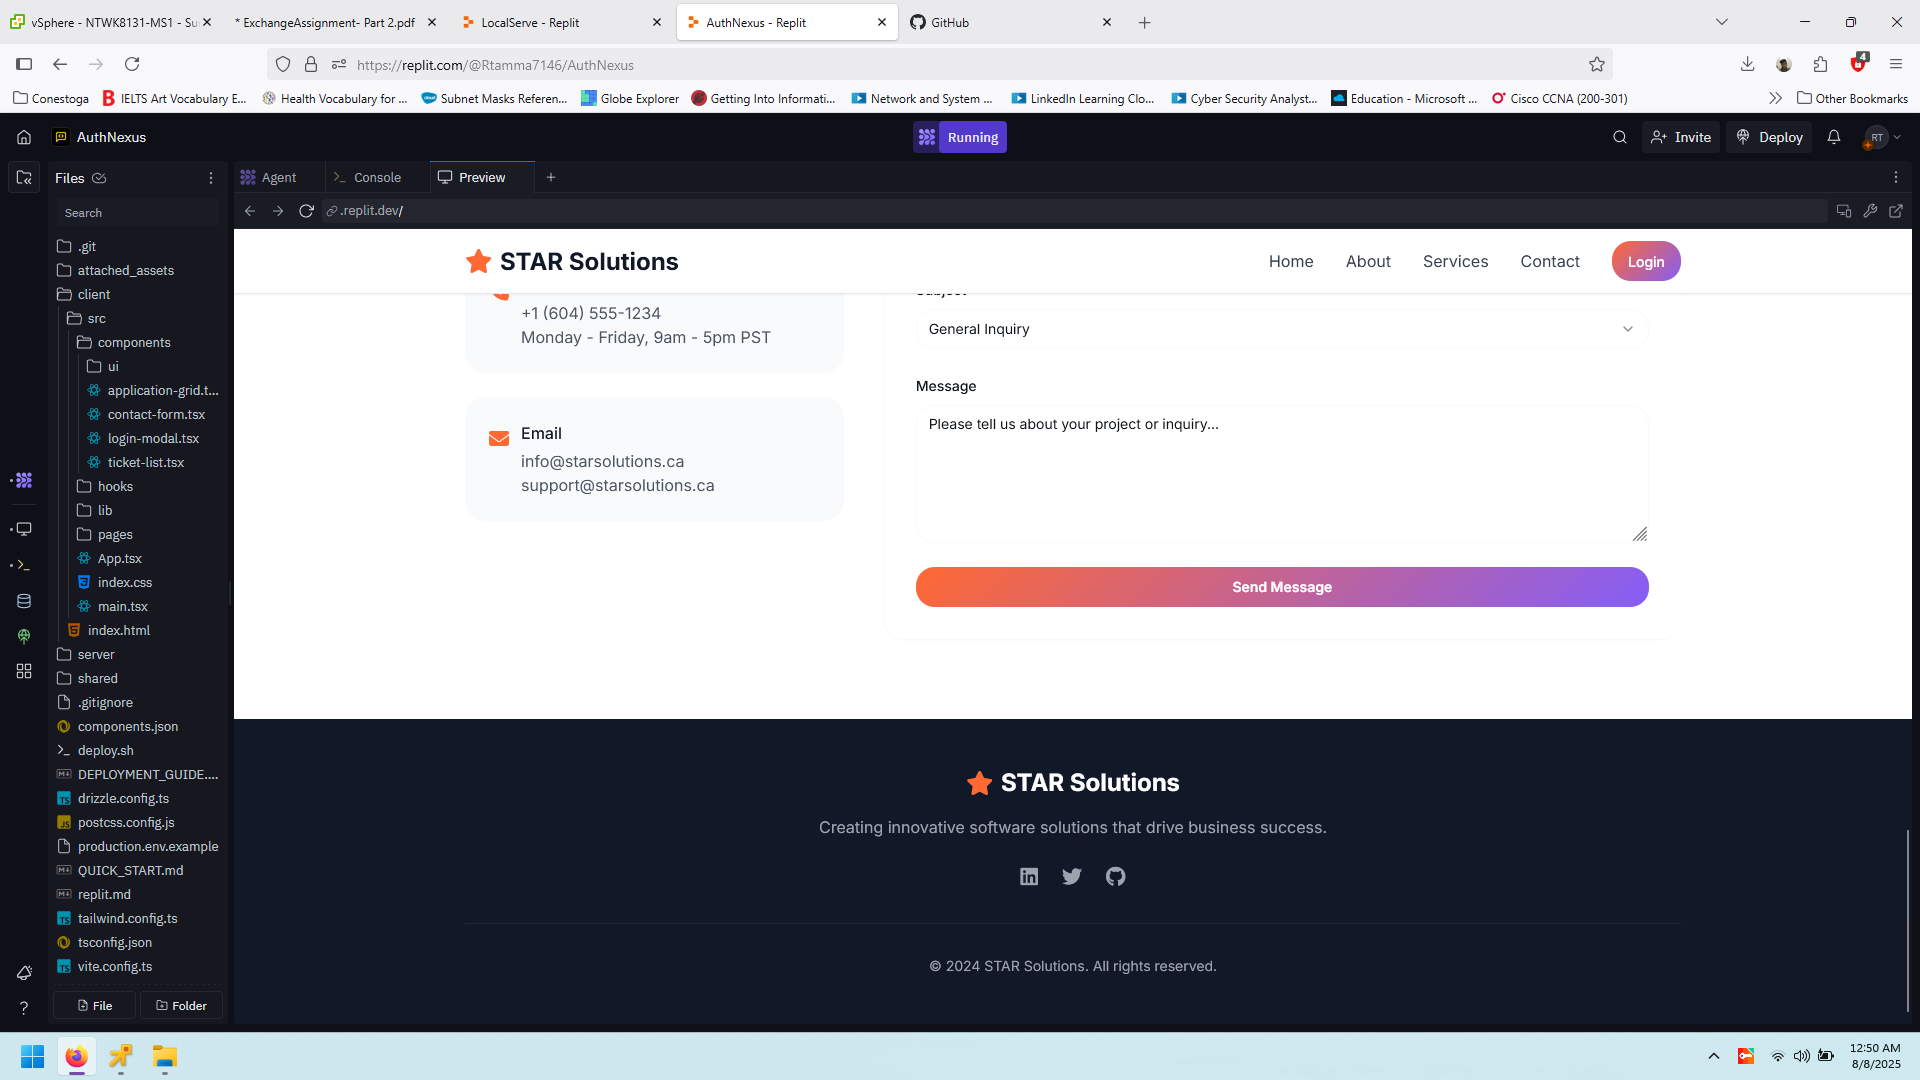 vSphere - NTWK8131-MS1 - Su
* ExchangeAssignment- Part 2.pdf
LocalServe - Replit
AuthNexus - Replit
GitHub
https://replit.com/@Rtamma7146/AuthNexus
4
Conestoga
IELTS Art Vocabulary E...
Health Vocabulary for ...
Subnet Masks Referen...
Globe Explorer
Getting Into Informati...
Network and System ...
LinkedIn Learning Clo...
Cyber Security Analyst...
Education - Microsoft ...
Cisco CCNA (200-301)
Other Bookmarks
AuthNexus
Running
Invite
Deploy
RT
Files
Agent
Console
Preview
Search
.replit.dev/
.git
attached_assets
client
src
components
ui
application-grid.t...
contact-form.tsx
login-modal.tsx
ticket-list.tsx
hooks
lib
pages
App.tsx
index.css
main.tsx
index.html
server
shared
.gitignore
components.json
deploy.sh
DEPLOYMENT_GUIDE....
drizzle.config.ts
postcss.config.js
production.env.example
QUICK_START.md
replit.md
tailwind.config.ts
tsconfig.json
vite.config.ts
File
Folder
STAR Solutions
Home
About
Services
Contact
Login
+1 (604) 555-1234
Monday - Friday, 9am - 5pm PST
Email
info@starsolutions.ca
support@starsolutions.ca
General Inquiry
Message
Please tell us about your project or inquiry...
Send Message
STAR Solutions
Creating innovative software solutions that drive business success.
© 2024 STAR Solutions. All rights reserved.
12:50 AM
8/8/2025